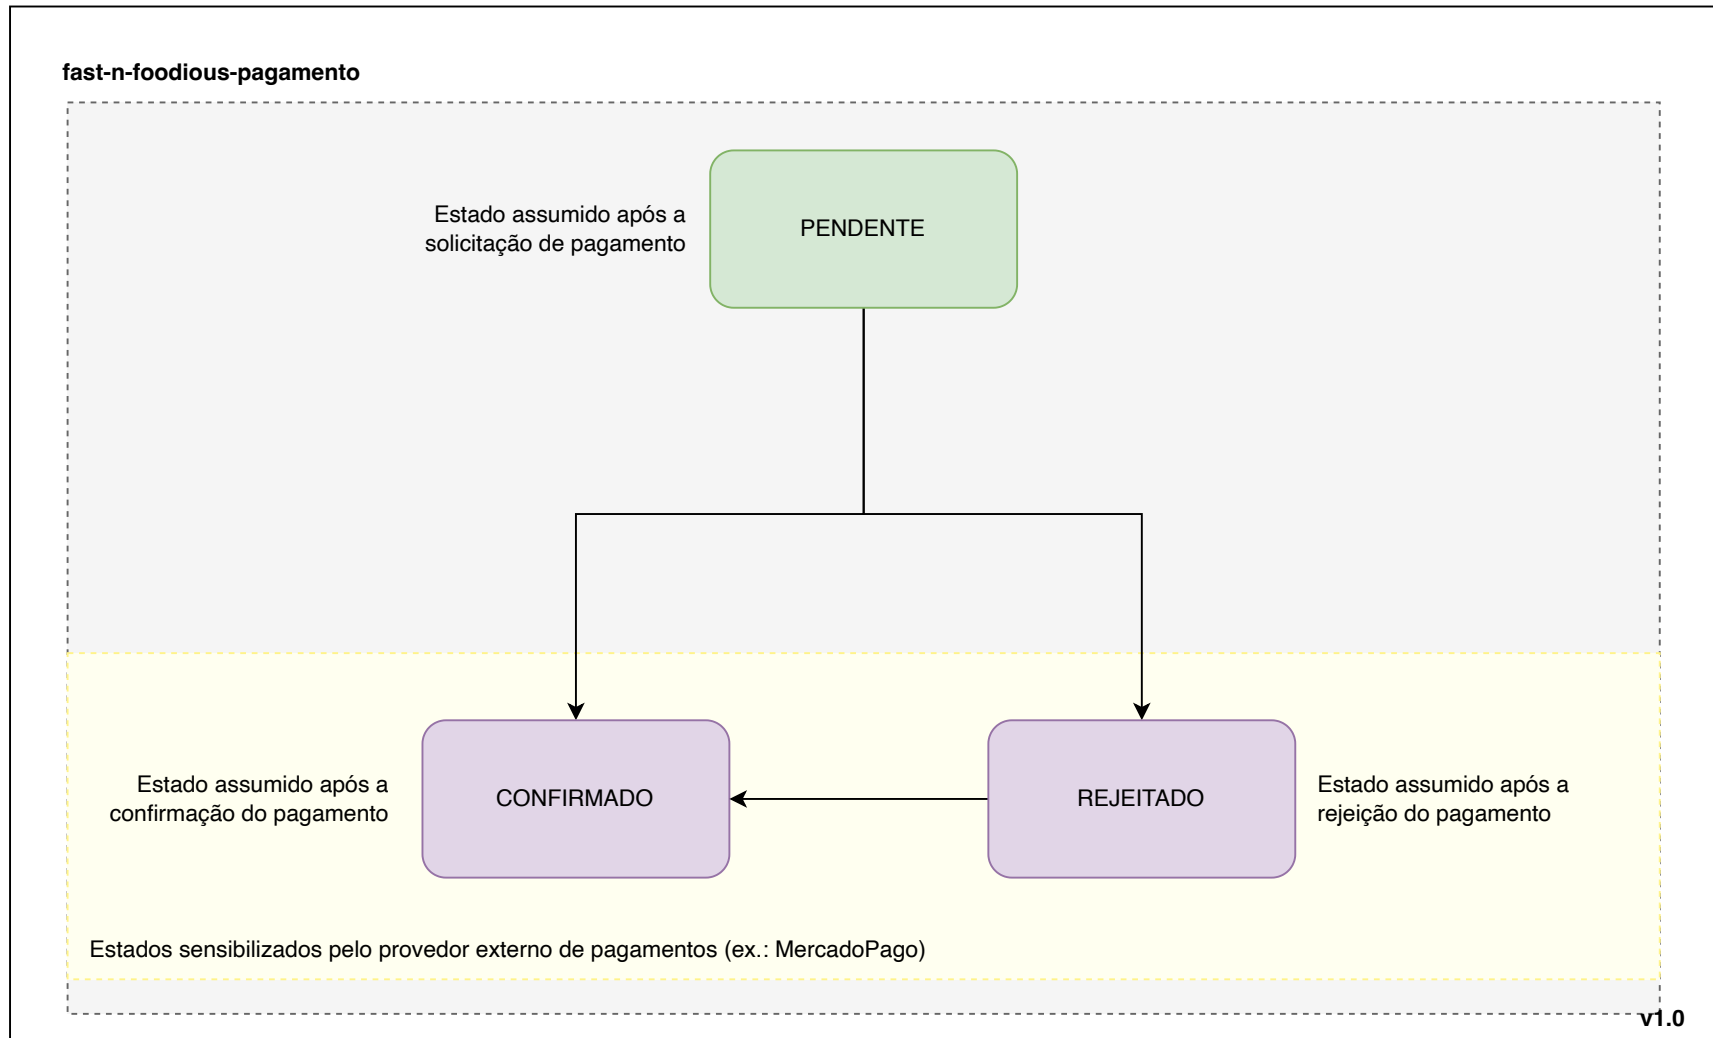 fast-n-foodious-pagamento
Estado assumido após a
solicitação de pagamento
PENDENTE
Estado assumido após a
confirmação do pagamento
CONFIRMADO
REJEITADO
Estado assumido após a
rejeição do pagamento
Estados sensibilizados pelo provedor externo de pagamentos (ex.: MercadoPago)
v1.0